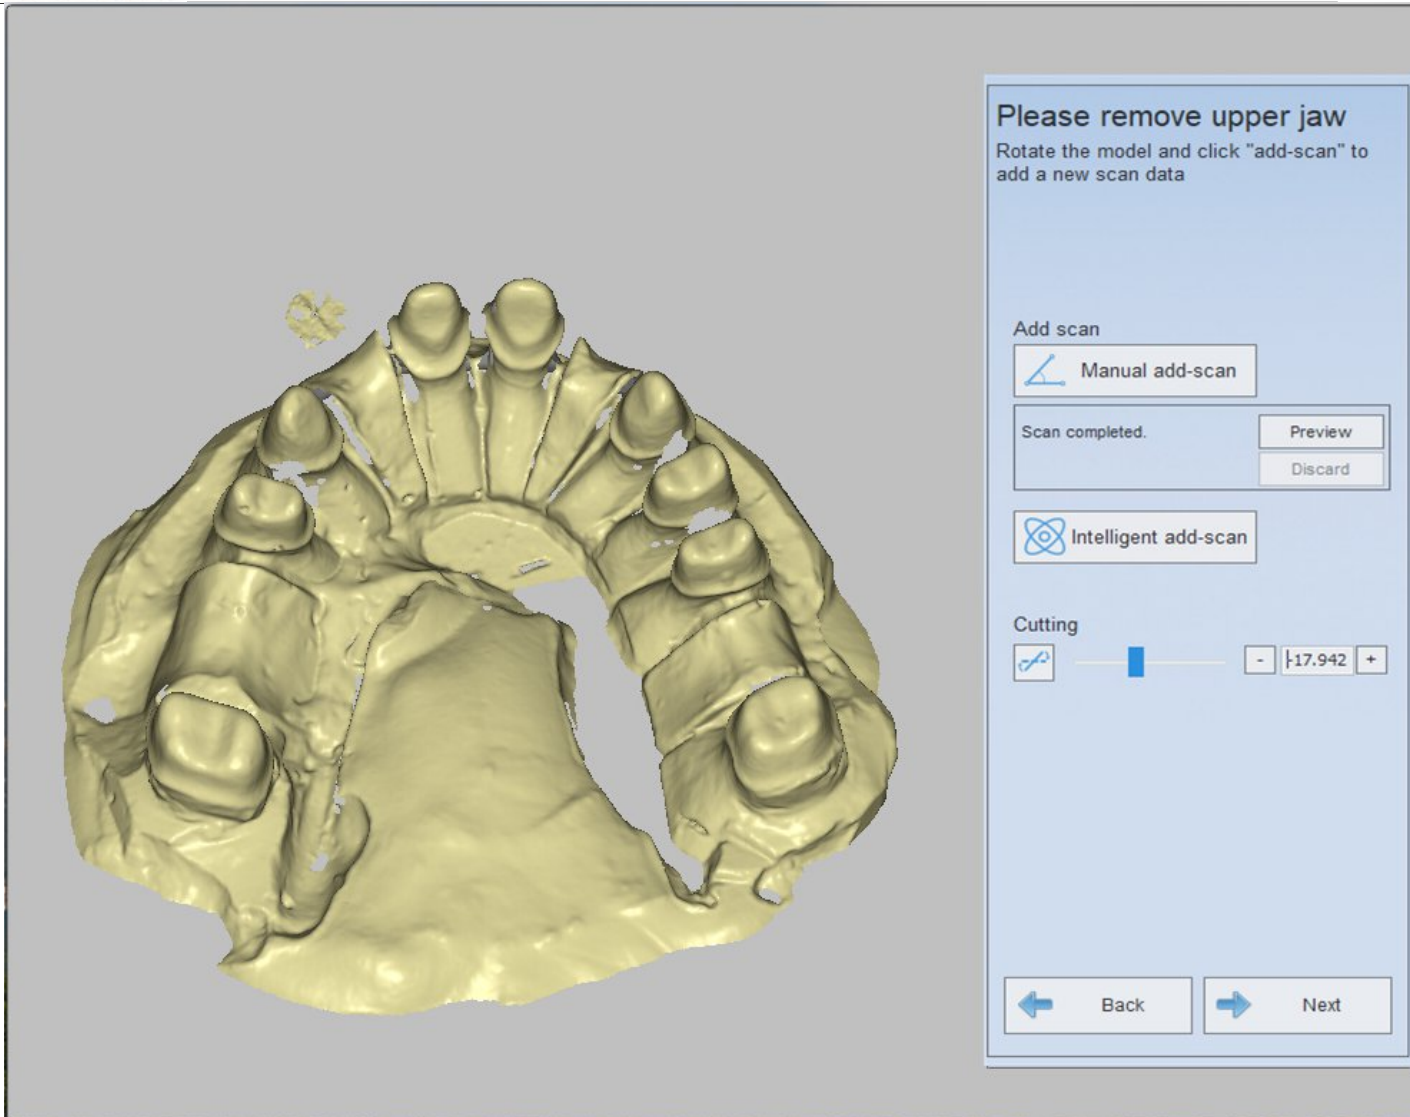 Please remove upper jaw
Rotate the model and click "add-scan" to
add a new scan data
Add scan
Manual add-scan
Scan completed.
Preview
Discard
Intelligent add-scan
Cutting
- -17.942 +
Back
Next